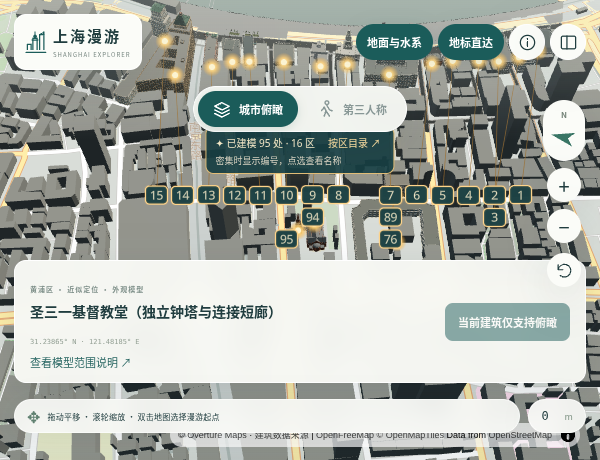 上海漫游
SHANGHAI EXPLORER
地面与水系
地标直达
城市俯瞰
第三人称
N
✦ 已建模 95 处 · 16 区 按区目录 ↗
密集时显示编号，点选查看名称
15 14 13 12 11 10 9 8 7 6 5 4 2 1
94 89 3
95 76
+
−
黄浦区 · 近似定位 · 外观模型
圣三一基督教堂（独立钟塔与连接短廊）
当前建筑仅支持俯瞰
31.23865° N · 121.48185° E
查看模型范围说明 ↗
拖动平移 · 滚轮缩放 · 双击地图选择漫游起点
0 m
© Overture Maps · 建筑数据来源 | OpenFreeMap © OpenMapTiles Data from OpenStreetMap